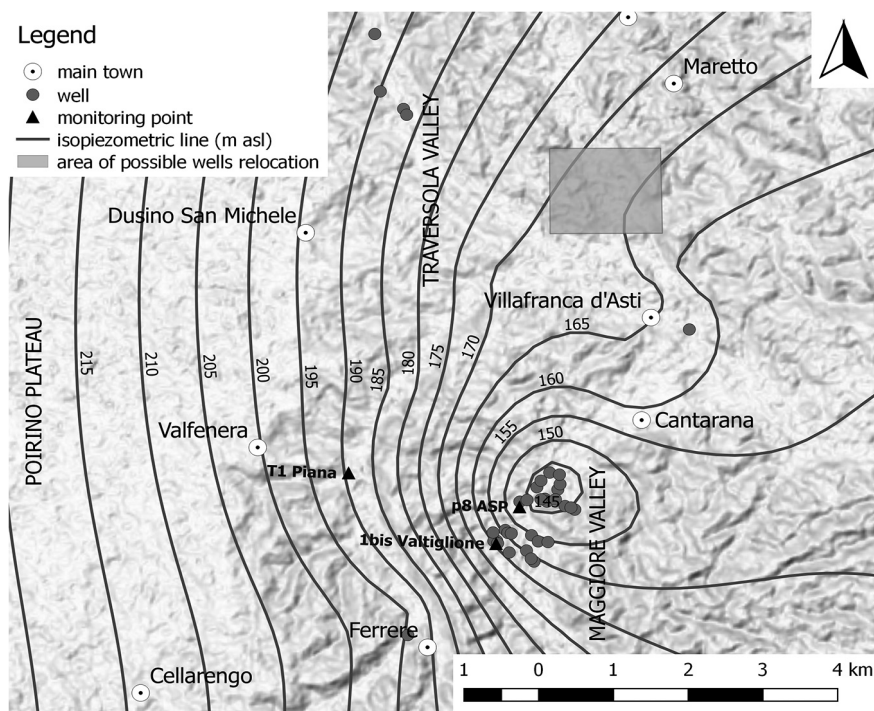 Legend
main town
well
monitoring point
isopiezometric line (m asl)
area of possible wells relocation
Maretto
TRAVERSOLA VALLEY
Dusino San Michele
Villafranca d'Asti
POIRINO PLATEAU
215
210
205
200
195
190
185
180
175
170
165
160
155
150
145
Cantarana
Valfenera
T1 Piana
p8 ASP
1bis Valtiglione
MAGGIORE VALLEY
Ferrere
Cellarengo
1 0 1 2 3 4 km